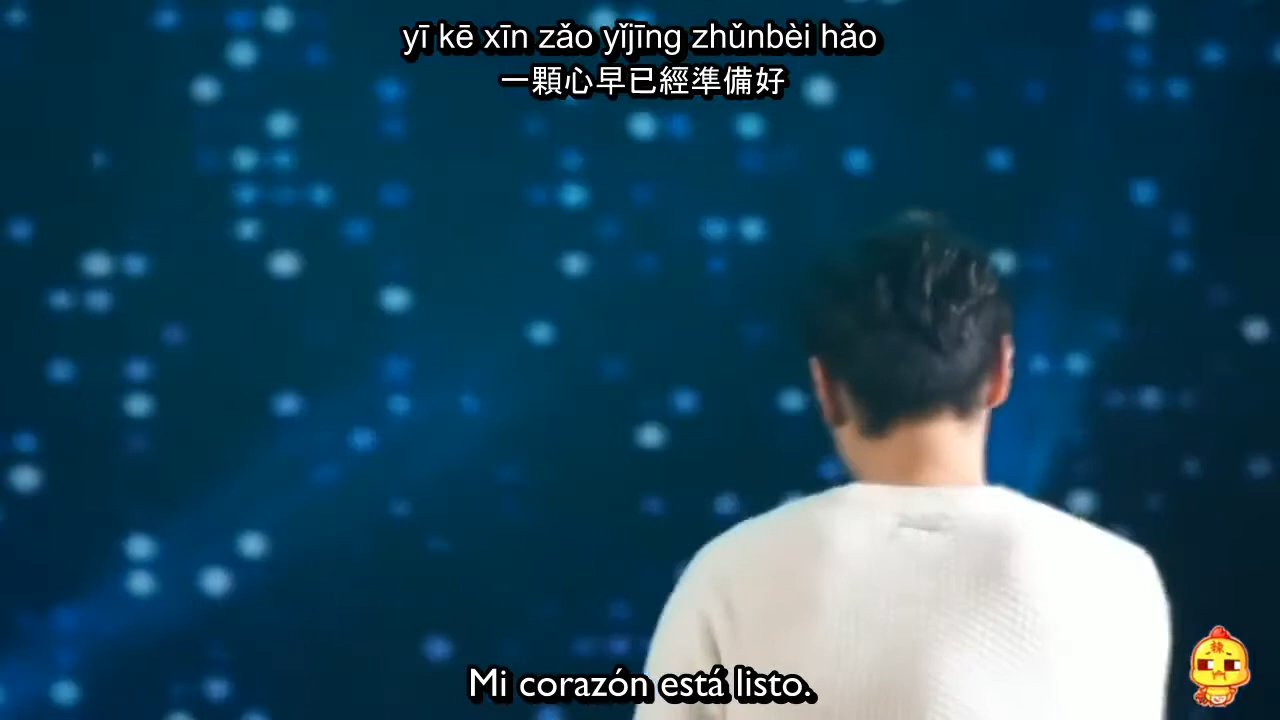 yī kē xīn zǎo yǐjīng zhǔnbèi hǎo
一顆心早已經準備好
Mi corazón está listo.